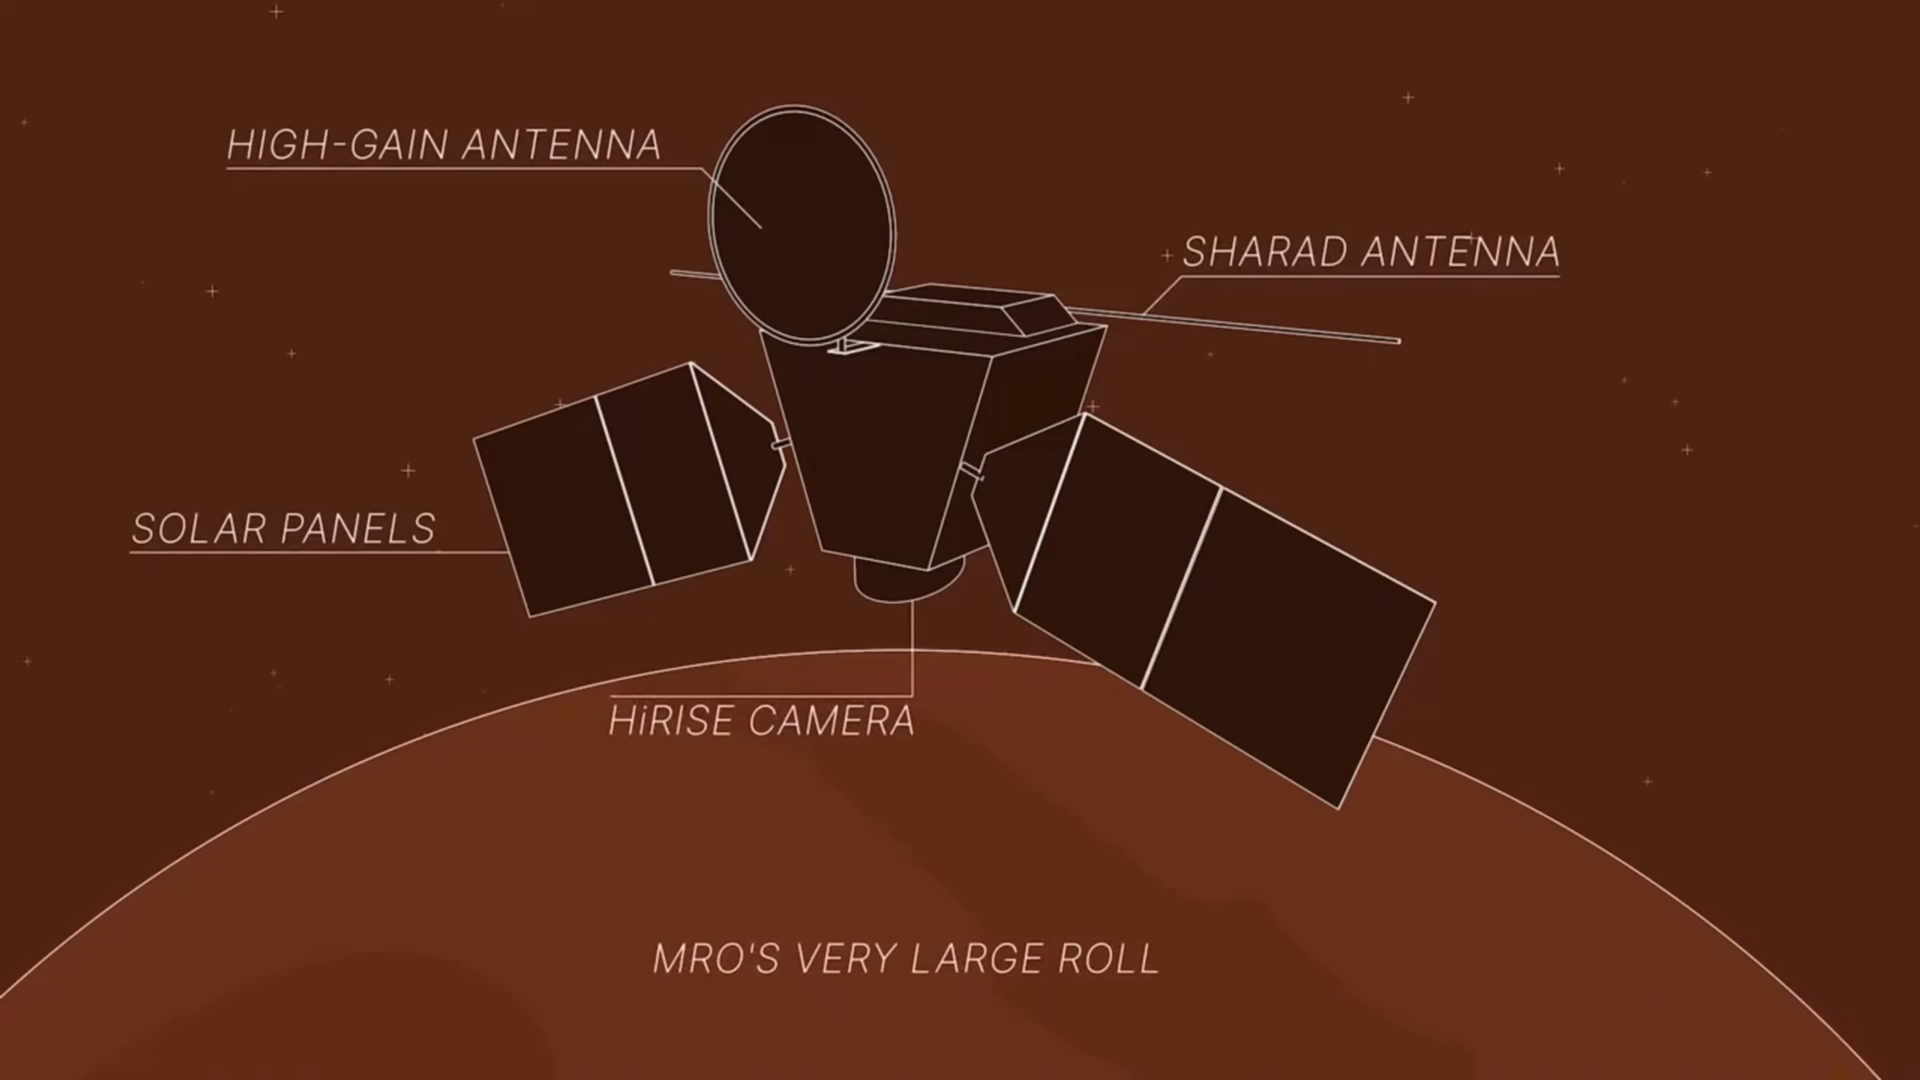 HIGH-GAIN ANTENNA
SHARAD ANTENNA
SOLAR PANELS
HiRISE CAMERA
MRO'S VERY LARGE ROLL